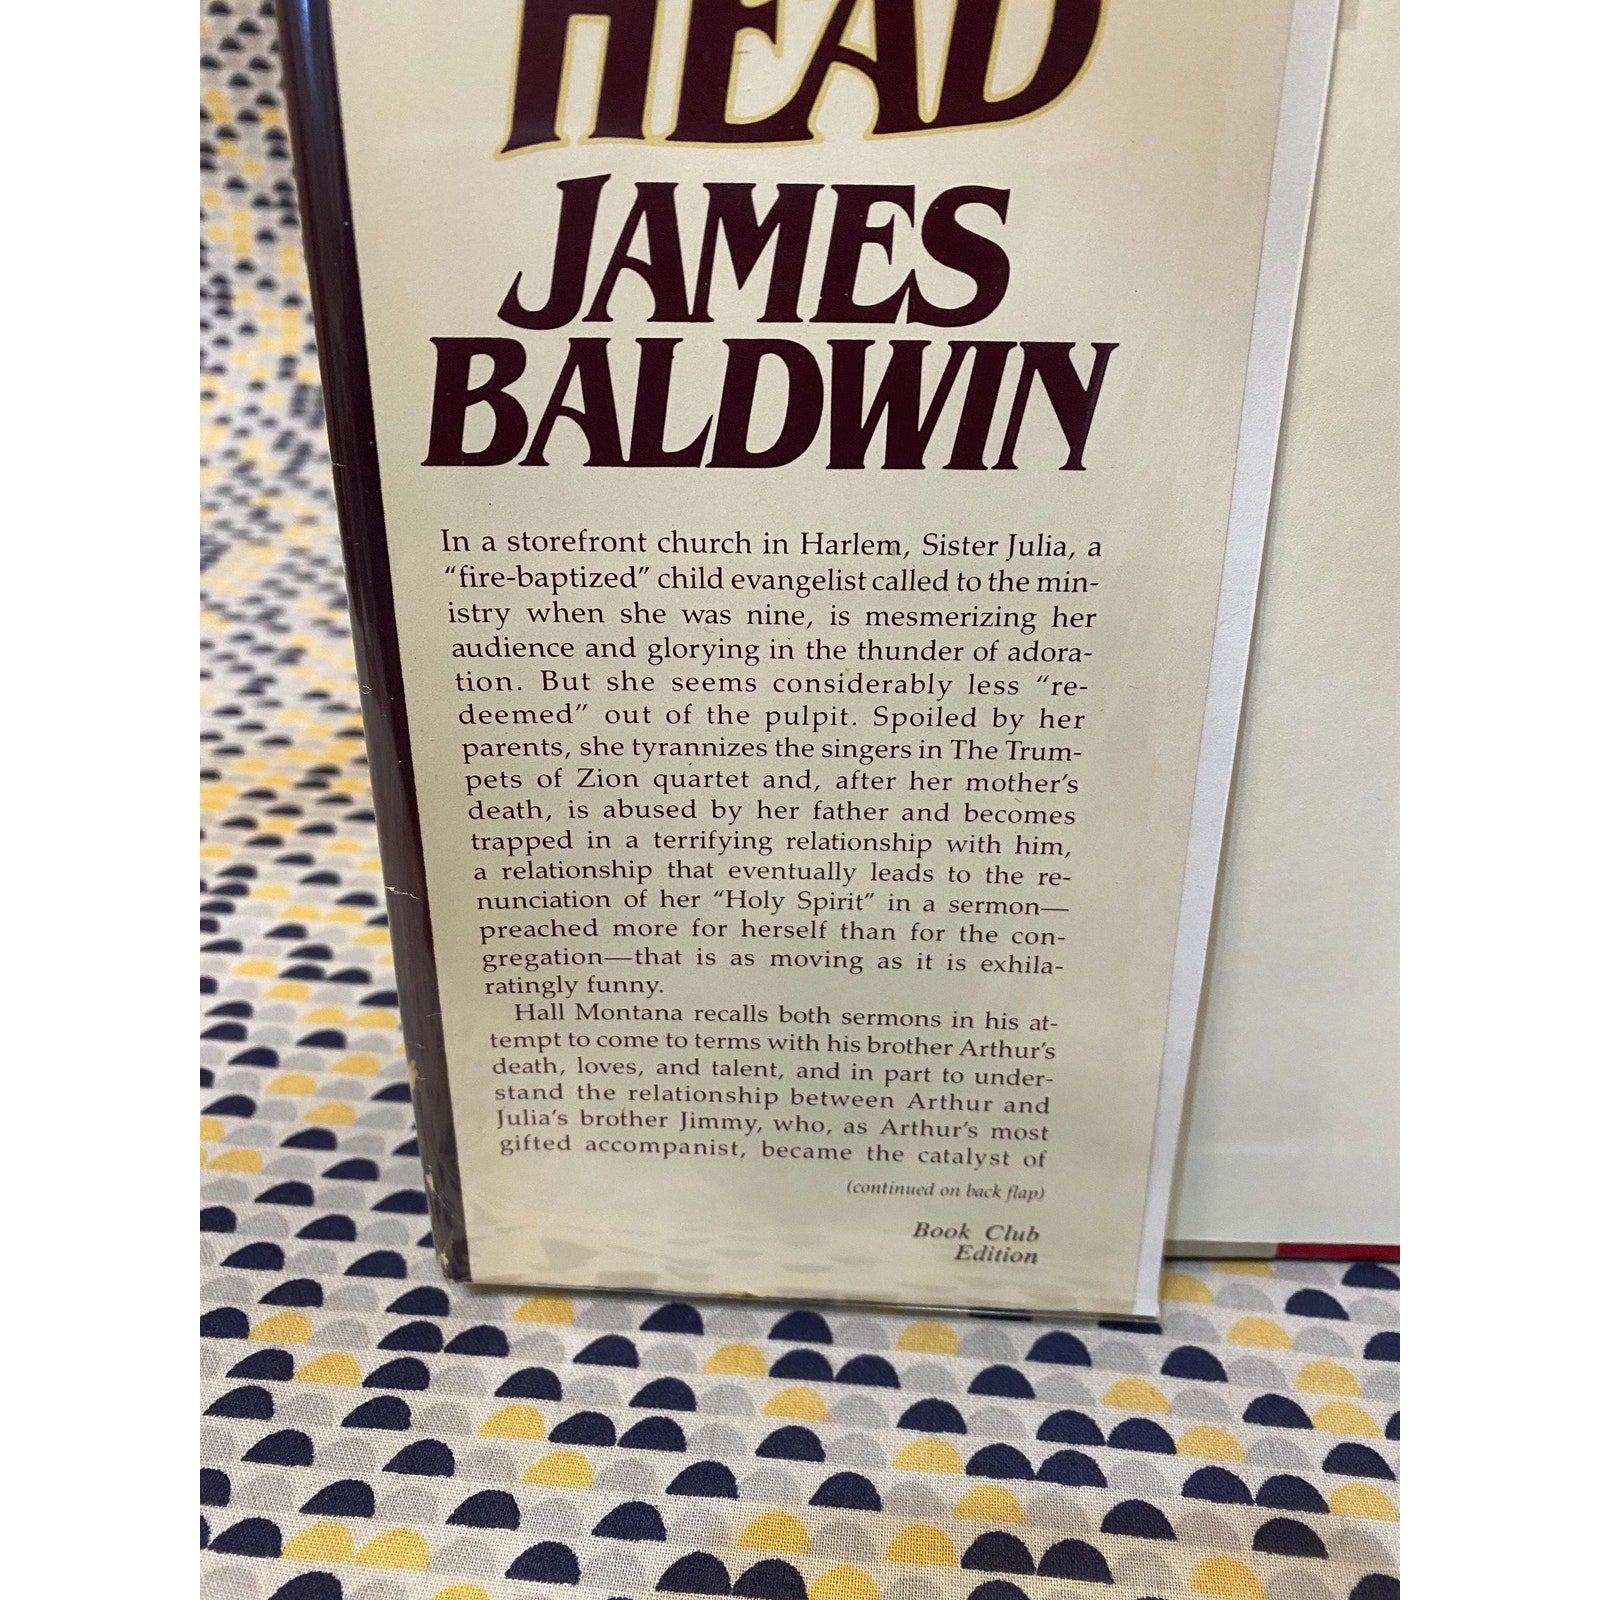 HEAD
JAMES
BALDWIN
In a storefront church in Harlem, Sister Julia, a
“fire-baptized” child evangelist called to the min-
istry when she was nine, is mesmerizing her
audience and glorying in the thunder of adora-
tion. But she seems considerably less “re-
deemed” out of the pulpit. Spoiled by her
parents, she tyrannizes the singers in The Trum-
pets of Zion quartet and, after her mother’s
death, is abused by her father and becomes
trapped in a terrifying relationship with him,
a relationship that eventually leads to the re-
nunciation of her “Holy Spirit” in a sermon—
preached more for herself than for the con-
gregation—that is as moving as it is exhila-
ratingly funny.
Hall Montana recalls both sermons in his at-
tempt to come to terms with his brother Arthur’s
death, loves, and talent, and in part to under-
stand the relationship between Arthur and
Julia’s brother Jimmy, who, as Arthur’s most
gifted accompanist, became the catalyst of
(continued on back flap)
Book Club
Edition